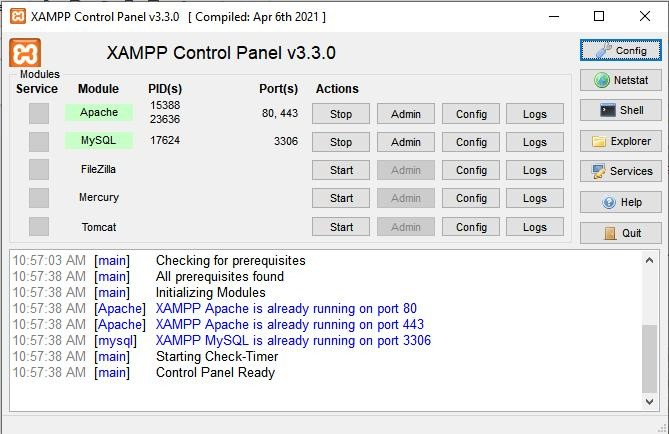 XAMPP Control Panel v3.3.0 [ Compiled: Apr 6th 2021 ]
XAMPP Control Panel v3.3.0
Config
Modules
Service Module PID(s) Port(s) Actions
Netstat
Apache 15388 23636 80, 443 Stop Admin Config Logs
Shell
MySQL 17624 3306 Stop Admin Config Logs
Explorer
FileZilla Start Admin Config Logs
Services
Mercury Start Admin Config Logs
Help
Tomcat Start Admin Config Logs
Quit
10:57:03 AM [main] Checking for prerequisites
10:57:38 AM [main] All prerequisites found
10:57:38 AM [main] Initializing Modules
10:57:38 AM [Apache] XAMPP Apache is already running on port 80
10:57:38 AM [Apache] XAMPP Apache is already running on port 443
10:57:38 AM [mysql] XAMPP MySQL is already running on port 3306
10:57:38 AM [main] Starting Check-Timer
10:57:38 AM [main] Control Panel Ready